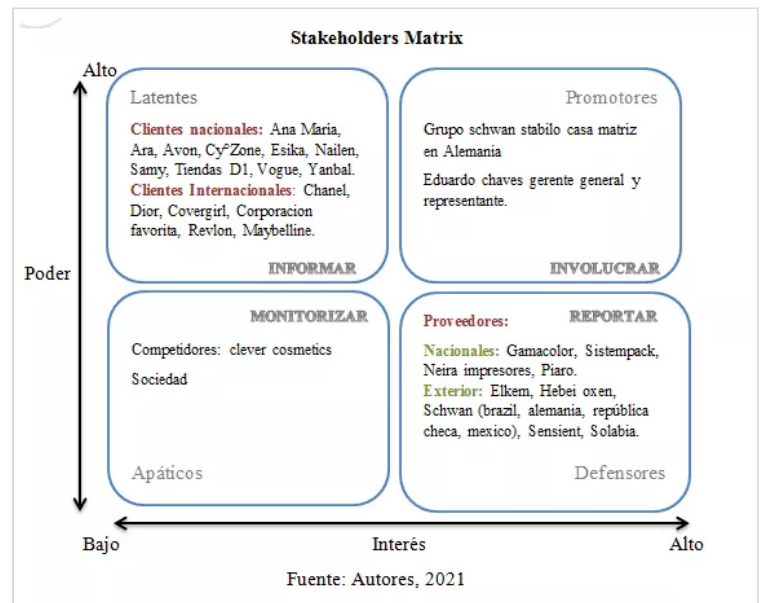 Stakeholders Matrix
Alto
Latentes
Clientes nacionales: Ana Maria,
Ara, Avon, Cy°Zone, Esika, Nailen,
Samy, Tiendas D1, Vogue, Yanbal.
Clientes Internacionales: Chanel,
Dior, Covergirl, Corporacion
favorita, Revlon, Maybelline.
INFORMAR
Promotores
Grupo schwan stabilo casa matriz
en Alemania
Eduardo chaves gerente general y
representante.
INVOLUCRAR
Poder
MONITORIZAR
Competidores: clever cosmetics
Sociedad
Apáticos
Proveedores: REPORTAR
Nacionales: Gamacolor, Sistempack,
Neira impresores, Piaro.
Exterior: Elkem, Hebei oxen,
Schwan (brazil, alemania, república
checa, mexico), Sensient, Solabia.
Defensores
Bajo Interés Alto
Fuente: Autores, 2021